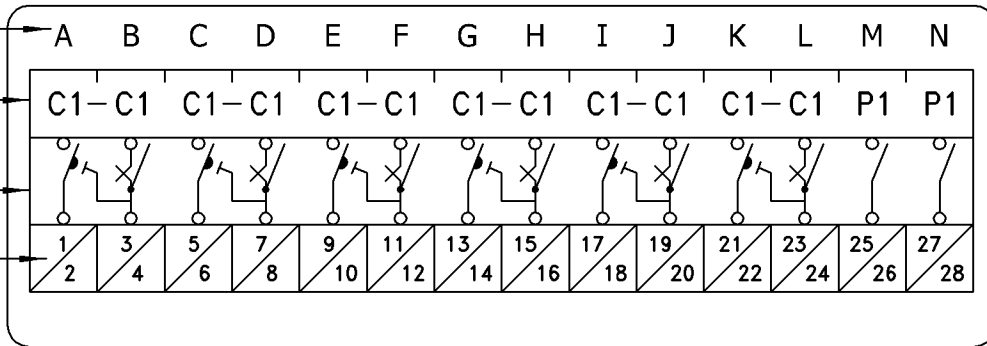 A B C D E F G H I J K L M N
C1-C1 C1-C1 C1-C1 C1-C1 C1-C1 C1-C1 P1 P1
1 3 5 7 9 11 13 15 17 19 21 23 25 27
2 4 6 8 10 12 14 16 18 20 22 24 26 28